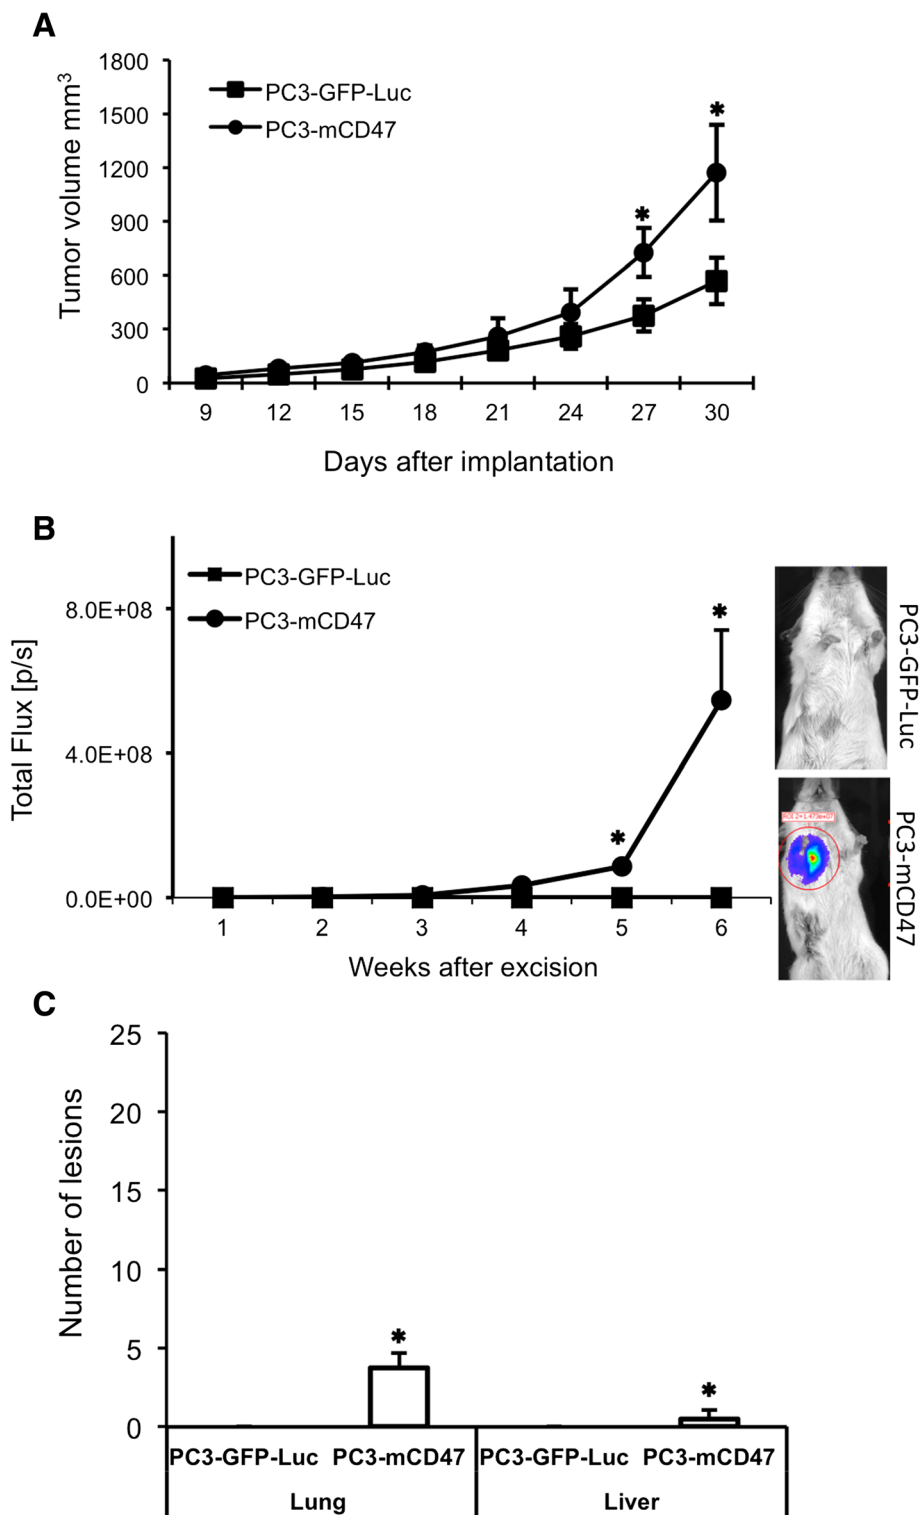 A
Tumor volume mm3
1800
1500
1200
900
600
300
0
PC3-GFP-Luc
PC3-mCD47
*
*
9 12 15 18 21 24 27 30
Days after implantation
B
Total Flux [p/s]
8.0E+08
4.0E+08
0.0E+00
PC3-GFP-Luc
PC3-mCD47
*
*
1 2 3 4 5 6
Weeks after excision
PC3-GFP-Luc
PC3-mCD47
C
Number of lesions
25
20
15
10
5
0
*
*
PC3-GFP-Luc PC3-mCD47 PC3-GFP-Luc PC3-mCD47
Lung Liver